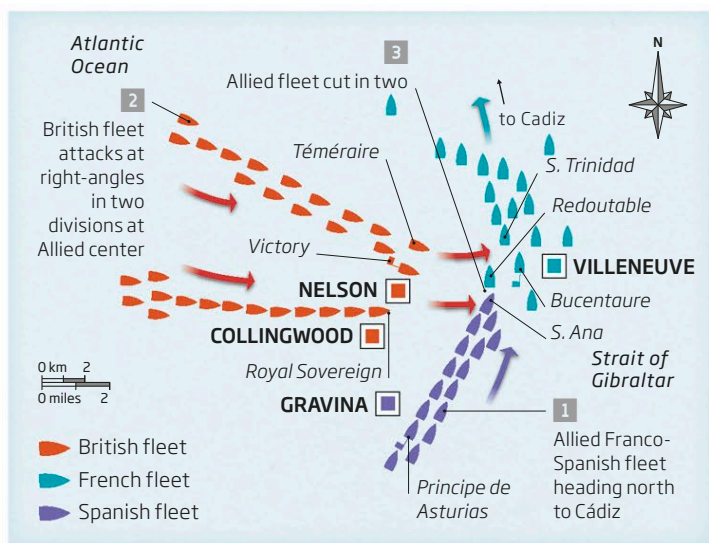 Atlantic
Ocean
3
Allied fleet cut in two
N
to Cadiz
2
British fleet
attacks at
right-angles
in two
divisions at
Allied center
Téméraire
S. Trinidad
Redoutable
Victory
VILLENEUVE
NELSON
Bucentaure
COLLINGWOOD
S. Ana
Royal Sovereign
Strait of
Gibraltar
0 km 2
0 miles 2
GRAVINA
1
Allied Franco-
Spanish fleet
heading north
to Cádiz
British fleet
French fleet
Spanish fleet
Principe de
Asturias